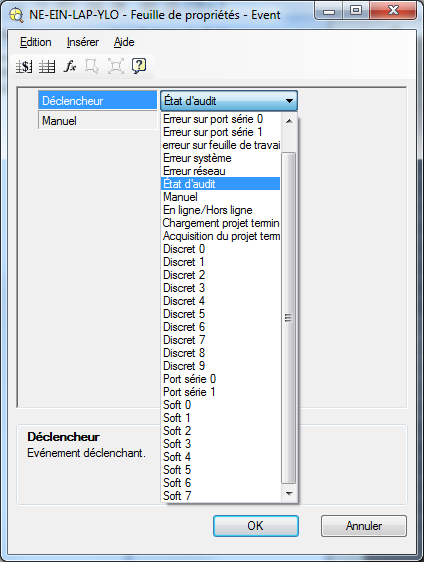 NE-EIN-LAP-YLO - Feuille de propriétés - Event
Edition Insérer Aide
Déclencheur État d'audit
Manuel
Erreur sur port série 0
Erreur sur port série 1
erreur sur feuille de travai
Erreur système
Erreur réseau
État d'audit
Manuel
En ligne/Hors ligne
Chargement projet termin
Acquisition du projet term
Discret 0
Discret 1
Discret 2
Discret 3
Discret 4
Discret 5
Discret 6
Discret 7
Discret 8
Discret 9
Port série 0
Port série 1
Soft 0
Soft 1
Soft 2
Soft 3
Soft 4
Soft 5
Soft 6
Soft 7
Déclencheur
Evénement déclenchant.
OK Annuler